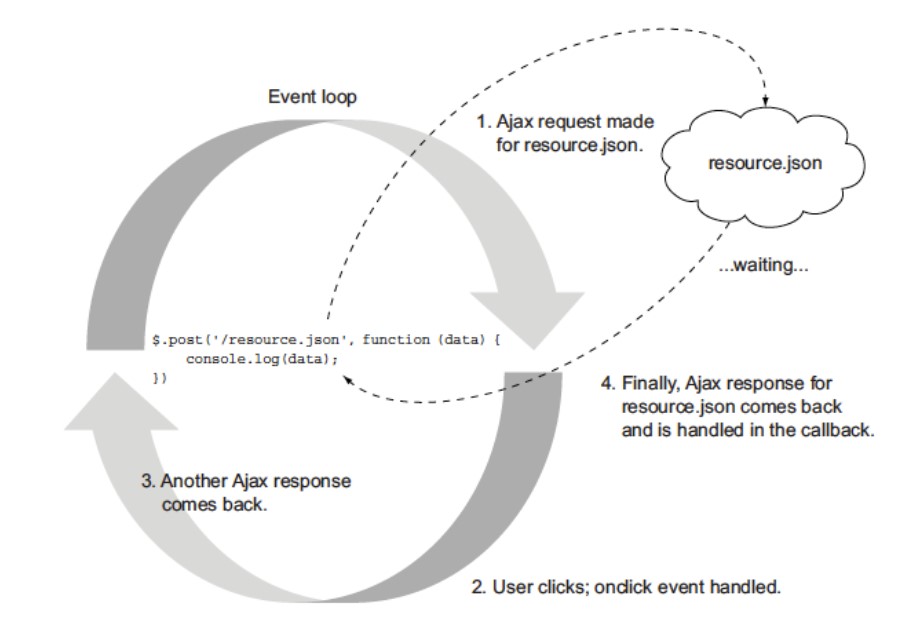 Event loop
1. Ajax request made
for resource.json.
resource.json
...waiting...
$.post('/resource.json', function (data) {
console.log(data);
})
4. Finally, Ajax response for
resource.json comes back
and is handled in the callback.
3. Another Ajax response
comes back.
2. User clicks; onclick event handled.